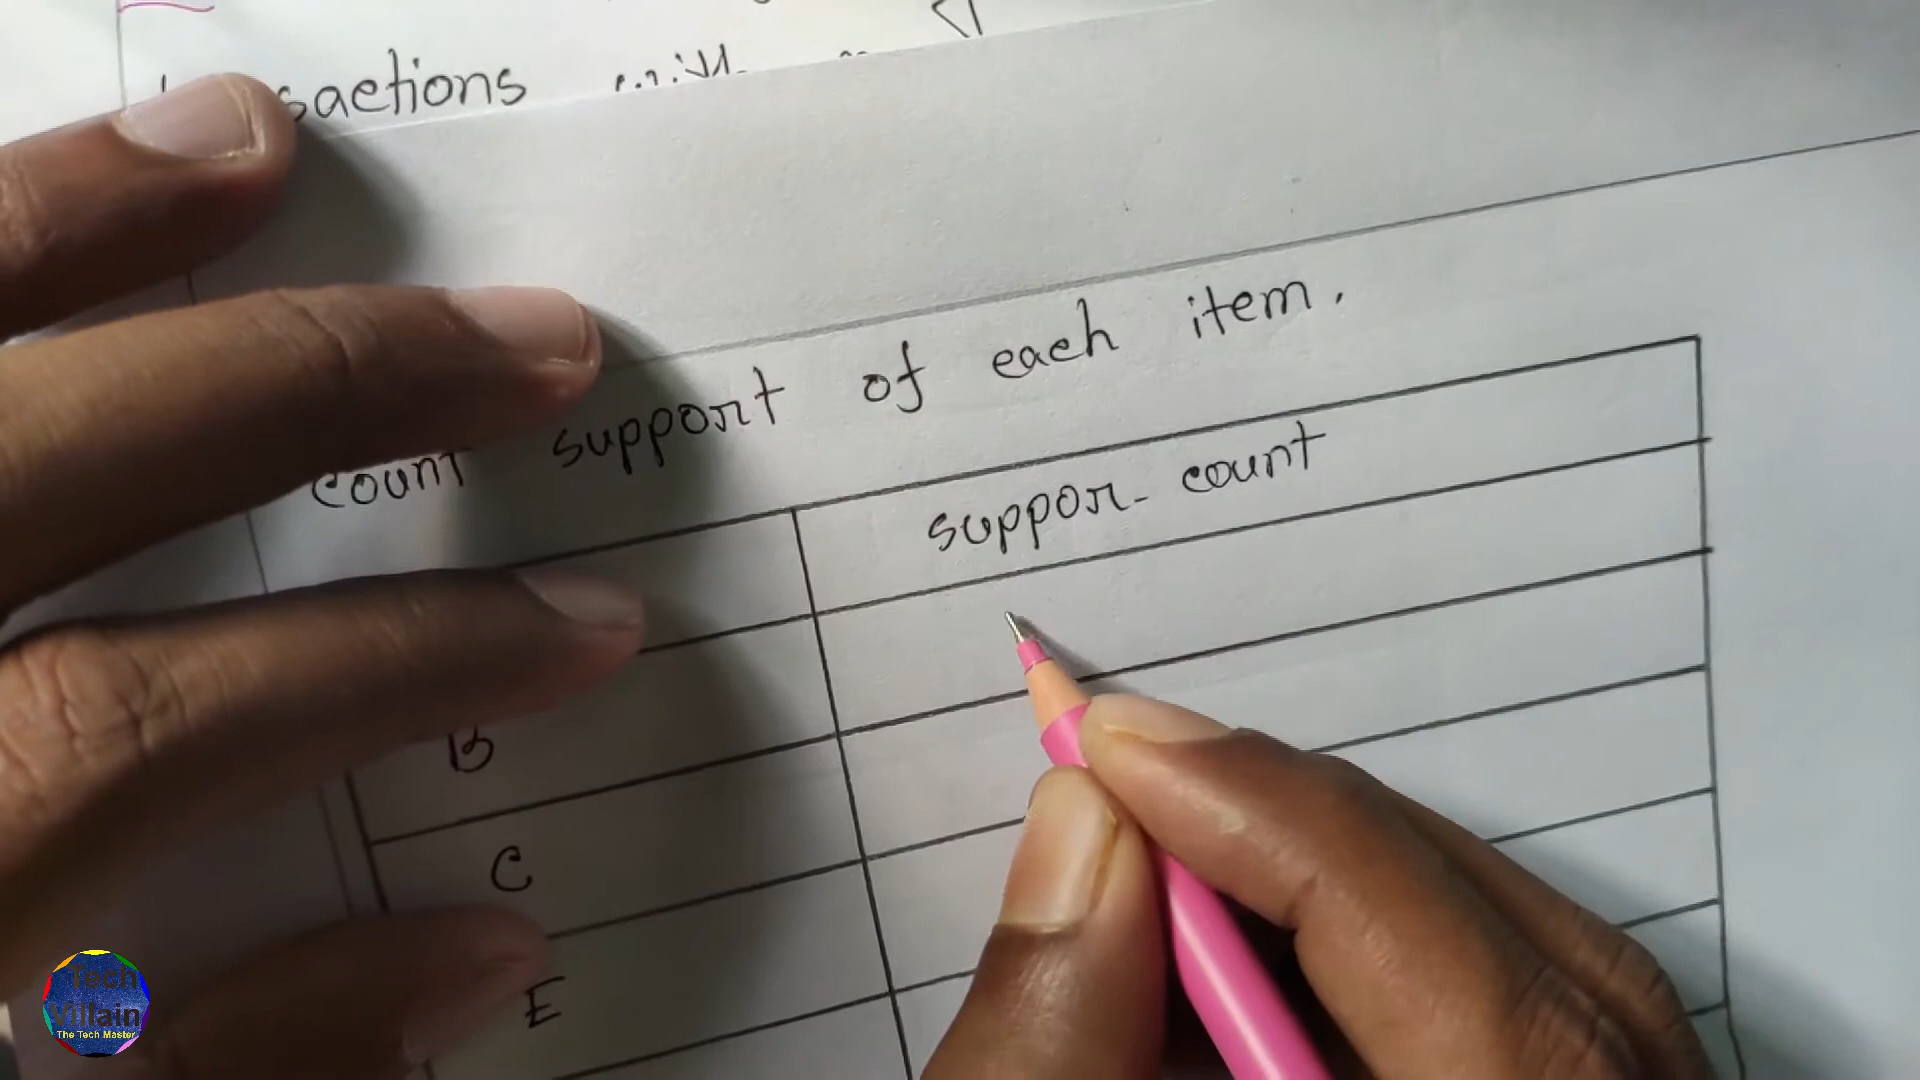 sactions
count support of each item.
suppor- count
B
C
E
Tech
Villain
The Tech Master